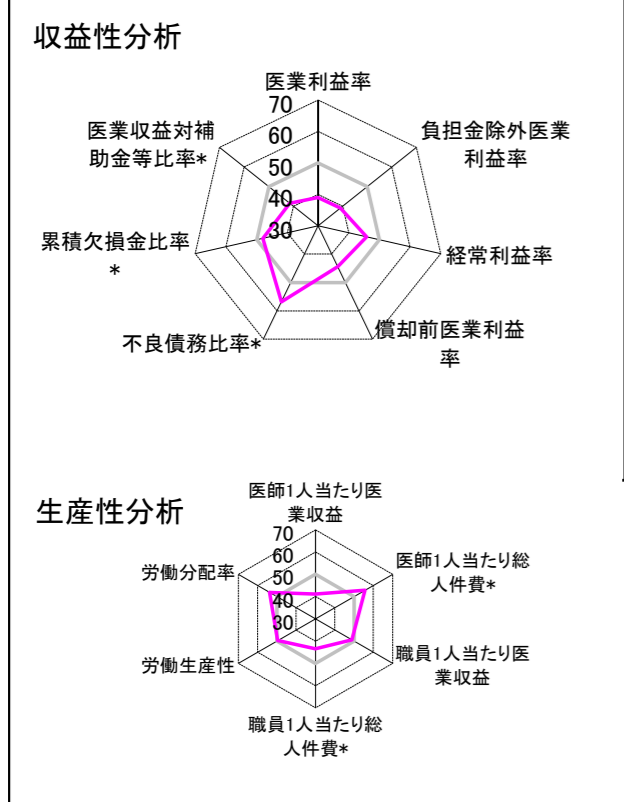 収益性分析
医業利益率
70
60
50
40
30
負担金除外医業
利益率
経常利益率
償却前医業利益
率
不良債務比率*
累積欠損金比率
*
医業収益対補
助金等比率*
生産性分析
医師1人当たり医
業収益
70
60
50
40
30
医師1人当たり総
人件費*
職員1人当たり医
業収益
職員1人当たり総
人件費*
労働生産性
労働分配率